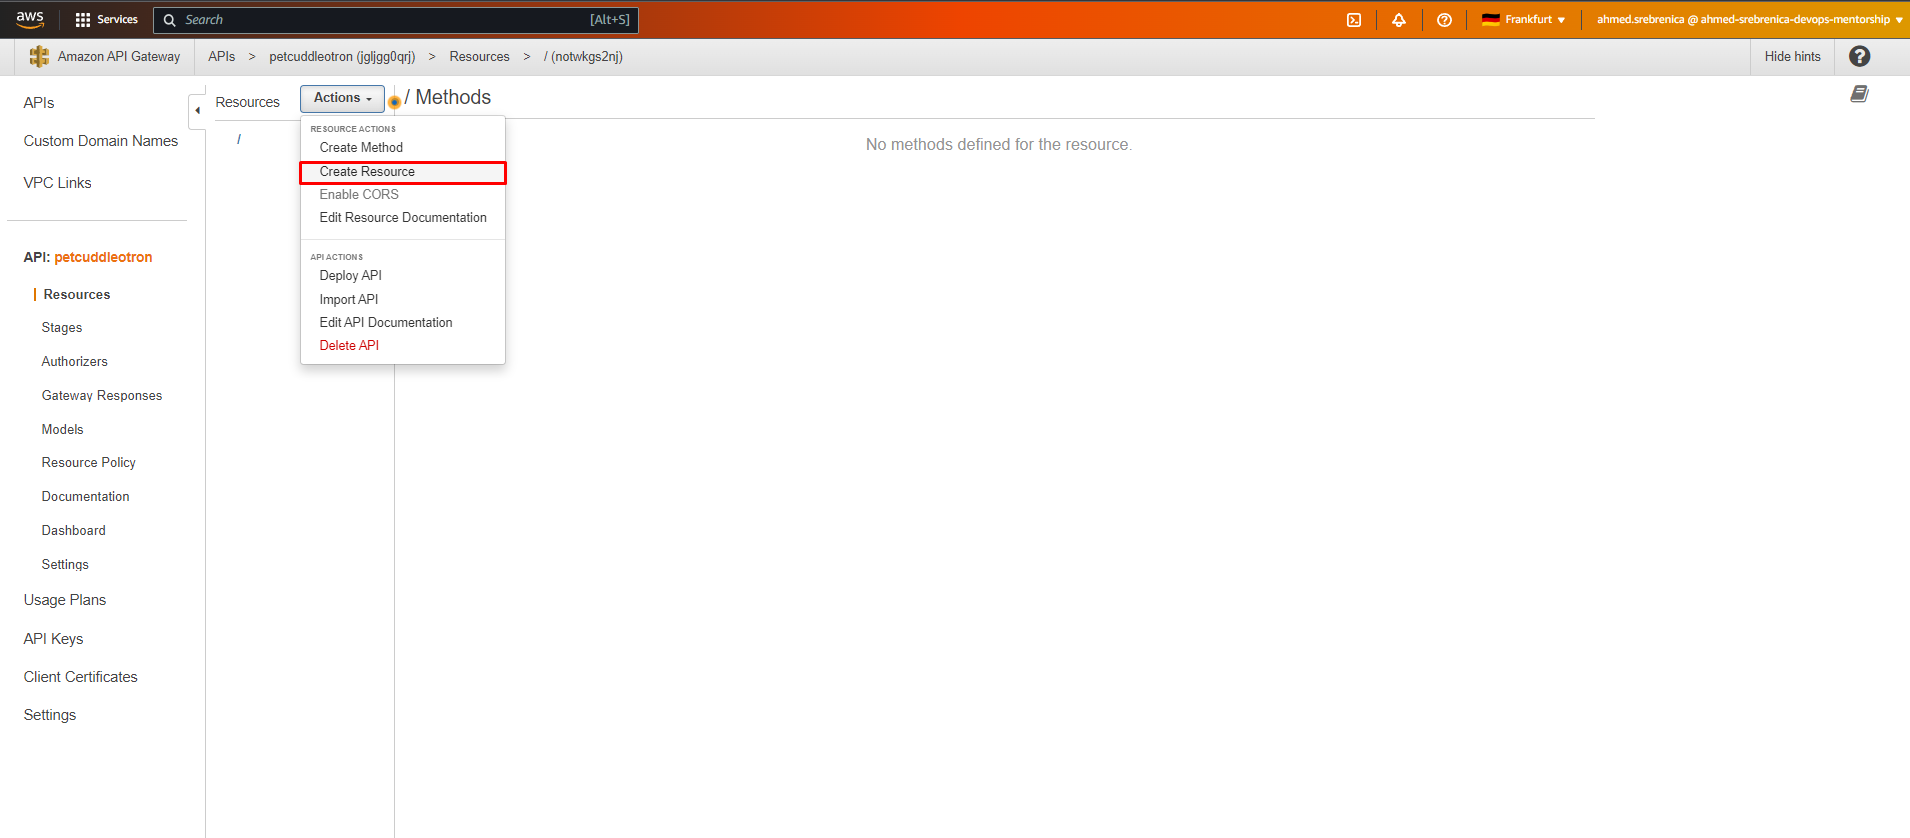 aws
Services
Search
[Alt+S]
Frankfurt
ahmed.srebrenica @ ahmed-srebrenica-devops-mentorship
Amazon API Gateway
APIs > petcuddleotron (jgljgg0qrj) > Resources > / (notwkgs2nj)
Hide hints
APIs
Custom Domain Names
VPC Links
API: petcuddleotron
Resources
Stages
Authorizers
Gateway Responses
Models
Resource Policy
Documentation
Dashboard
Settings
Usage Plans
API Keys
Client Certificates
Settings
Resources
/
Actions
RESOURCE ACTIONS
Create Method
Create Resource
Enable CORS
Edit Resource Documentation
API ACTIONS
Deploy API
Import API
Edit API Documentation
Delete API
/ Methods
No methods defined for the resource.